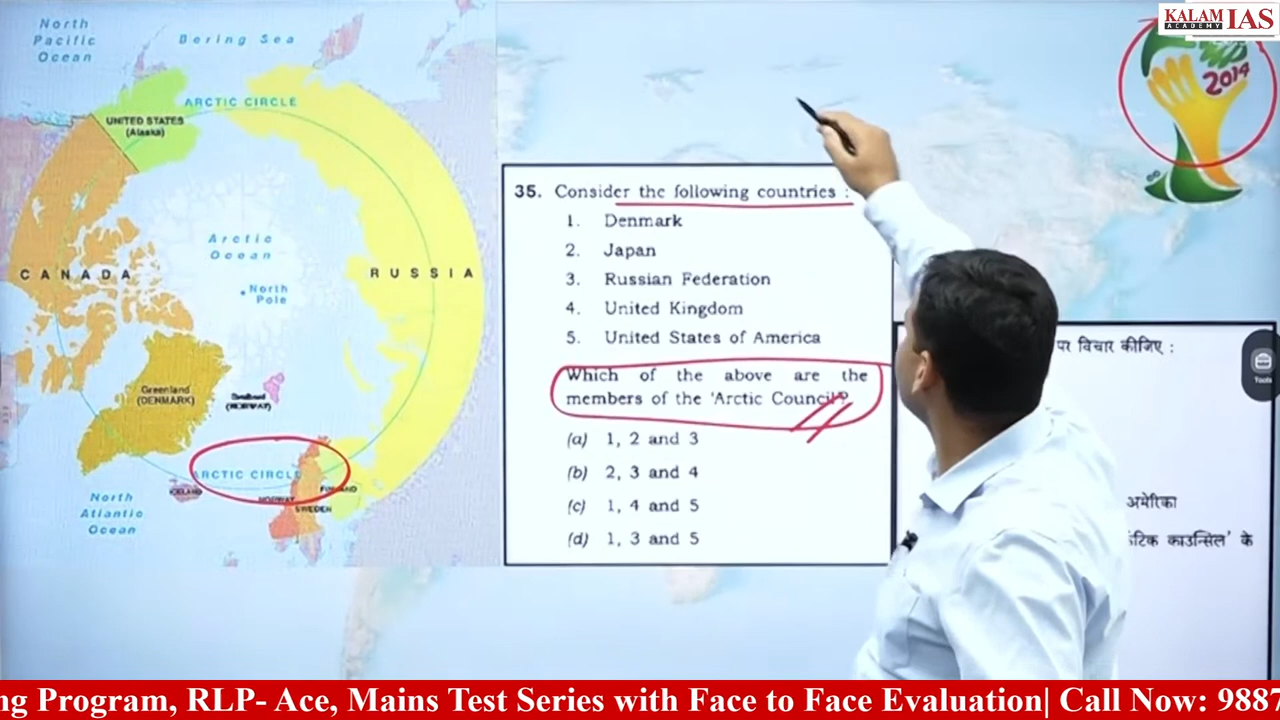 North
Pacific
Ocean
Bering Sea
ARCTIC CIRCLE
UNITED STATES
(Alaska)
Arctic
Ocean
CANADA
RUSSIA
North
Pole
Greenland
(DENMARK)
(NORWAY)
ARCTIC CIRCLE
ICELAND
NORWAY
FINLAND
SWEDEN
North
Atlantic
Ocean
35. Consider the following countries :
1. Denmark
2. Japan
3. Russian Federation
4. United Kingdom
5. United States of America
Which of the above are the
members of the 'Arctic Council'?
(a) 1, 2 and 3
(b) 2, 3 and 4
(c) 1, 4 and 5
(d) 1, 3 and 5
पर विचार कीजिए :
अमेरिका
काउन्सिल' के
KALAM IAS
ACADEMY
2014
Tools
ng Program, RLP- Ace, Mains Test Series with Face to Face Evaluation| Call Now: 9887